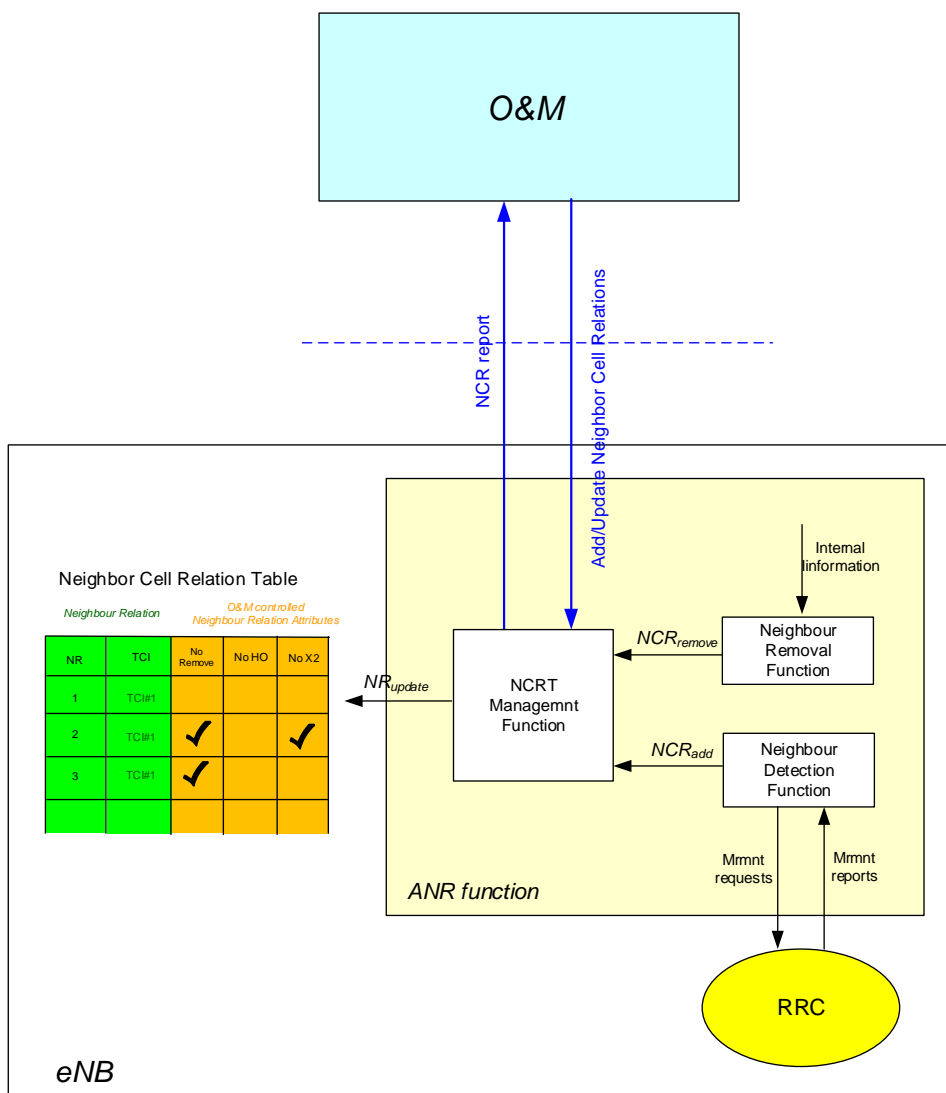 O&M
NCR report
Add/Update Neighbor Cell Relations
Internal
Iinformation
Neighbor Cell Relation Table
Neighbour Relation
O&M controlled
Neighbour Relation Attributes
NR
TCI
No
Remove
No HO
No X2
1
TCI#1
2
TCI#1
3
TCI#1
NRupdate
NCRT
Managemnt
Function
NCRremove
Neighbour
Removal
Function
NCRadd
Neighbour
Detection
Function
Mrmnt
requests
Mrmnt
reports
ANR function
RRC
eNB